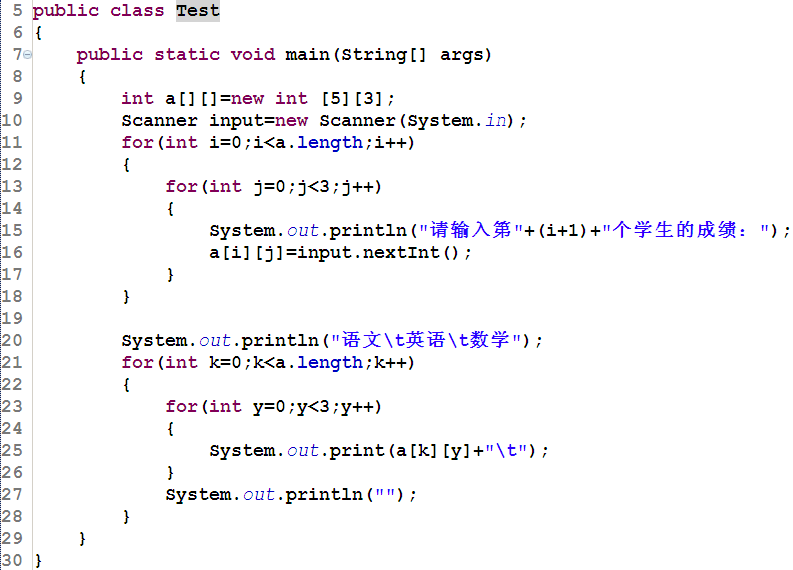 5 public class Test
6 {
7 public static void main(String[] args)
8 {
9 int a[][]=new int [5][3];
10 Scanner input=new Scanner(System.in);
11 for(int i=0;i<a.length;i++)
12 {
13 for(int j=0;j<3;j++)
14 {
15 System.out.println("请输入第"+(i+1)+"个学生的成绩：");
16 a[i][j]=input.nextInt();
17 }
18 }
19
20 System.out.println("语文\t英语\t数学");
21 for(int k=0;k<a.length;k++)
22 {
23 for(int y=0;y<3;y++)
24 {
25 System.out.print(a[k][y]+"\t");
26 }
27 System.out.println("");
28 }
29 }
30 }